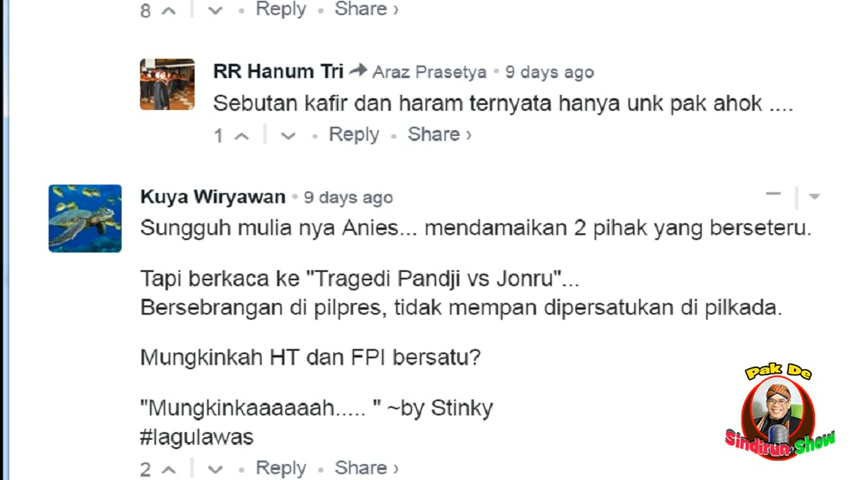 8 Reply Share ›
RR Hanum Tri Araz Prasetya • 9 days ago
Sebutan kafir dan haram ternyata hanya unk pak ahok ....
1 • Reply • Share ›
Kuya Wiryawan • 9 days ago
Sungguh mulia nya Anies... mendamaikan 2 pihak yang berseteru.
Tapi berkaca ke "Tragedi Pandji vs Jonru"...
Bersebrangan di pilpres, tidak mempan dipersatukan di pilkada.
Mungkinkah HT dan FPI bersatu?
"Mungkinkaaaaaah..... " ~by Stinky
#lagulawas
2 • Reply • Share ›
Pak De
Sindirun Show